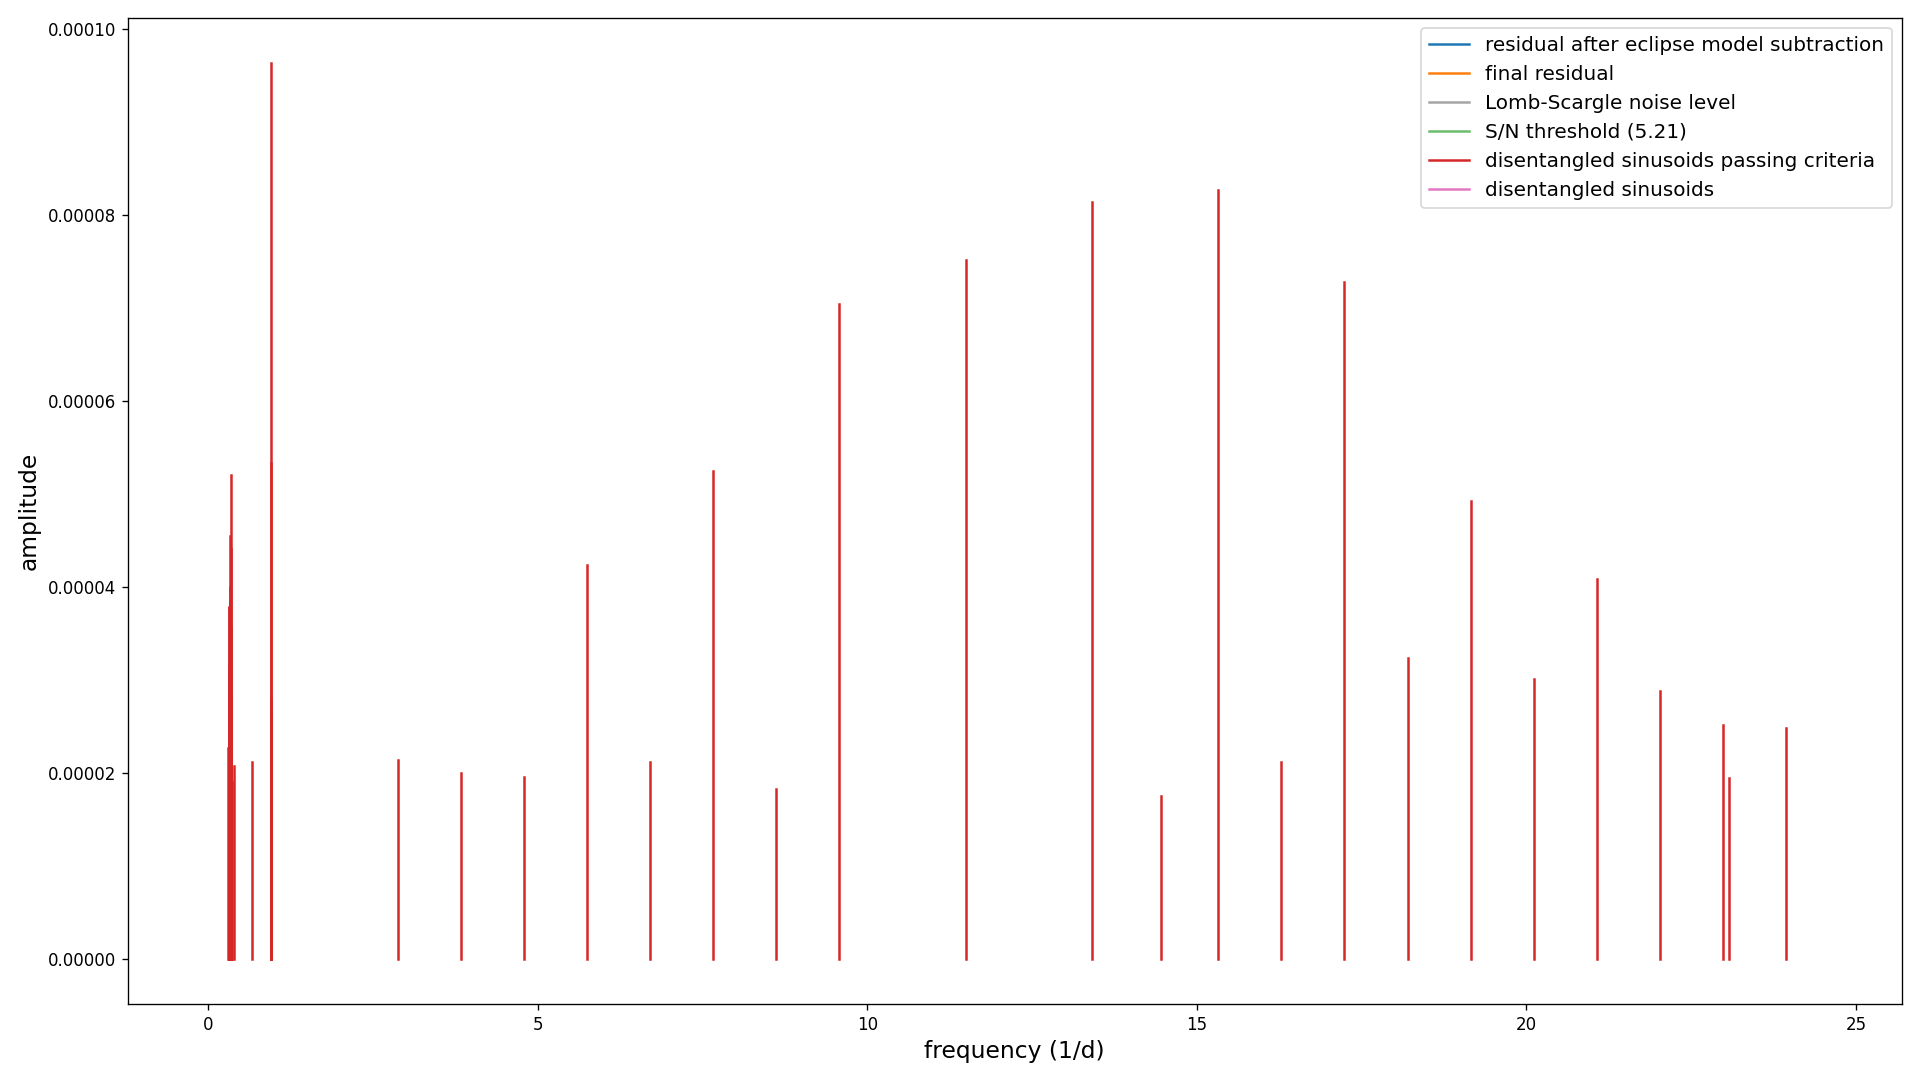 0.00010
0.00008
0.00006
0.00004
0.00002
0.00000
amplitude
residual after eclipse model subtraction
final residual
Lomb-Scargle noise level
S/N threshold (5.21)
disentangled sinusoids passing criteria
disentangled sinusoids
0 5 10 15 20 25
frequency (1/d)